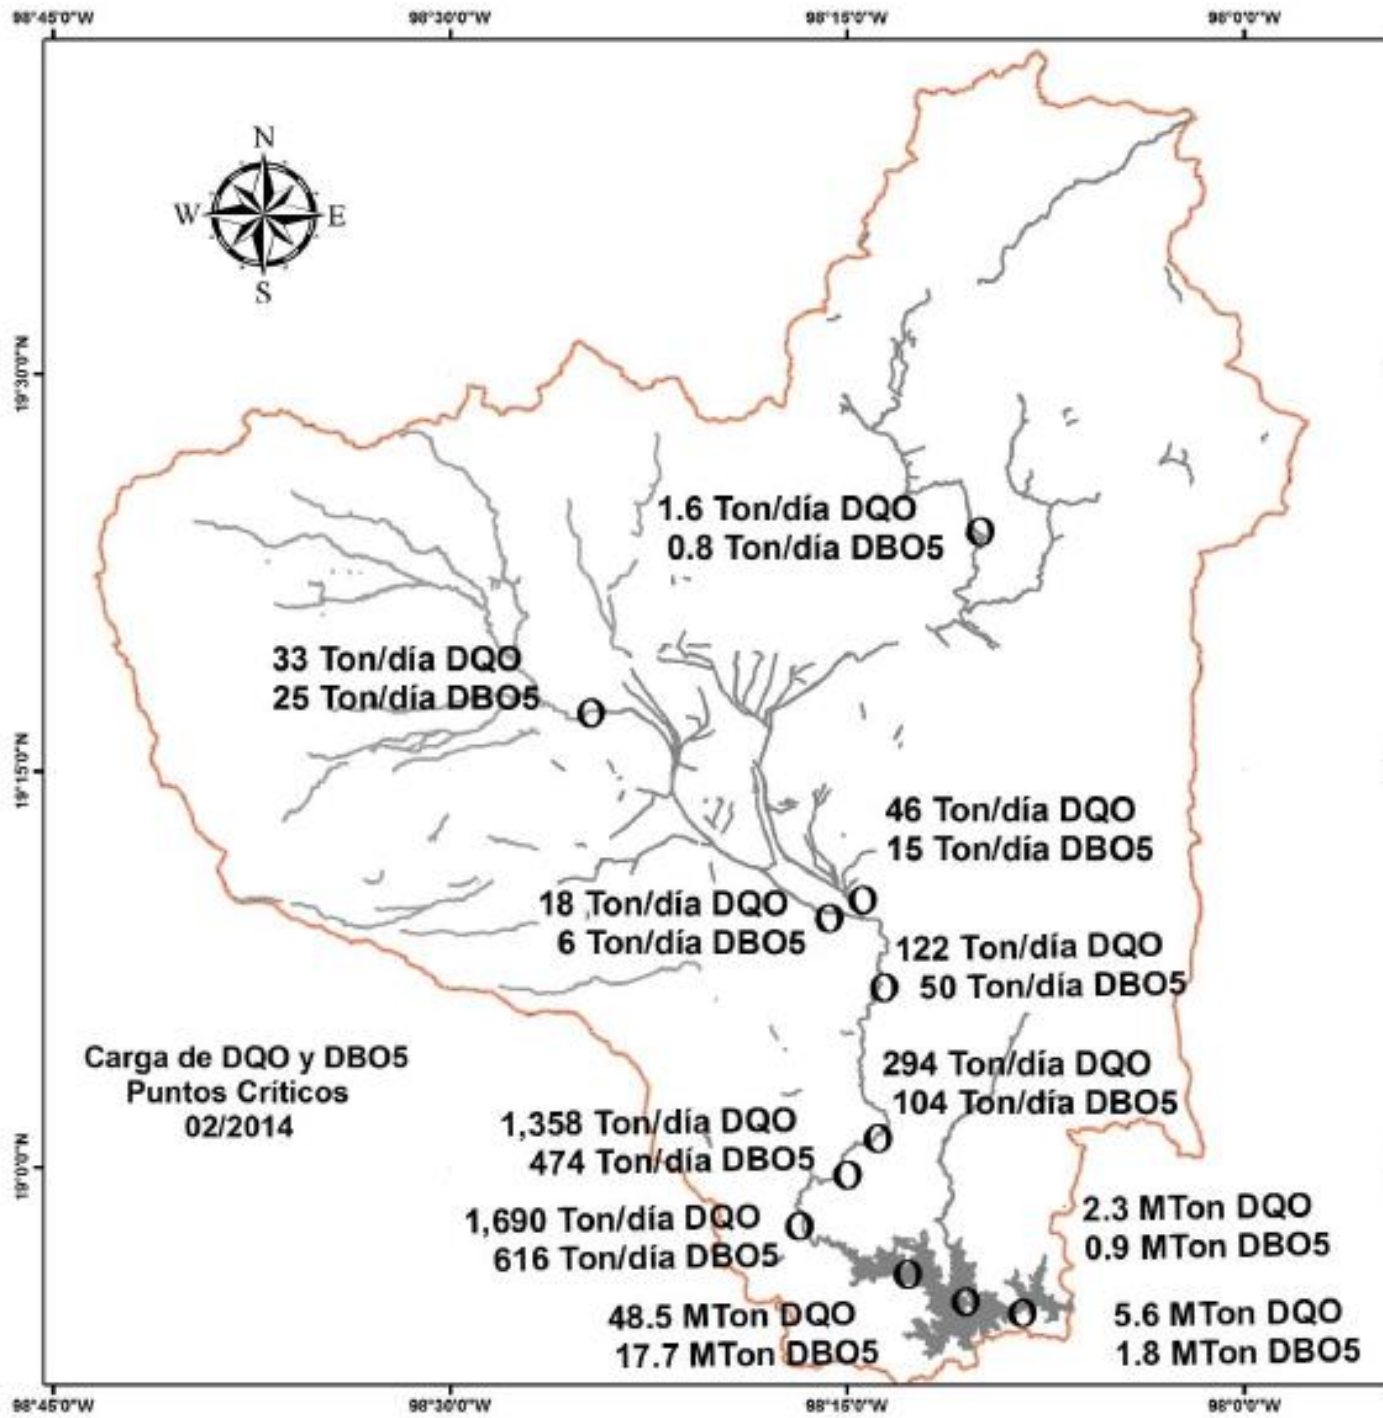 98°45'0"W 98°30'0"W 98°15'0"W 98°0'0"W
N
W E
S
19°30'0"N
1.6 Ton/día DQO
0.8 Ton/día DBO5
33 Ton/día DQO
25 Ton/día DBO5
19°15'0"N
46 Ton/día DQO
15 Ton/día DBO5
18 Ton/día DQO
6 Ton/día DBO5
122 Ton/día DQO
50 Ton/día DBO5
Carga de DQO y DBO5
Puntos Críticos
02/2014
294 Ton/día DQO
104 Ton/día DBO5
1,358 Ton/día DQO
474 Ton/día DBO5
19°0'0"N
1,690 Ton/día DQO
616 Ton/día DBO5
2.3 MTon DQO
0.9 MTon DBO5
48.5 MTon DQO
17.7 MTon DBO5
5.6 MTon DQO
1.8 MTon DBO5
98°45'0"W 98°30'0"W 98°15'0"W 98°0'0"W